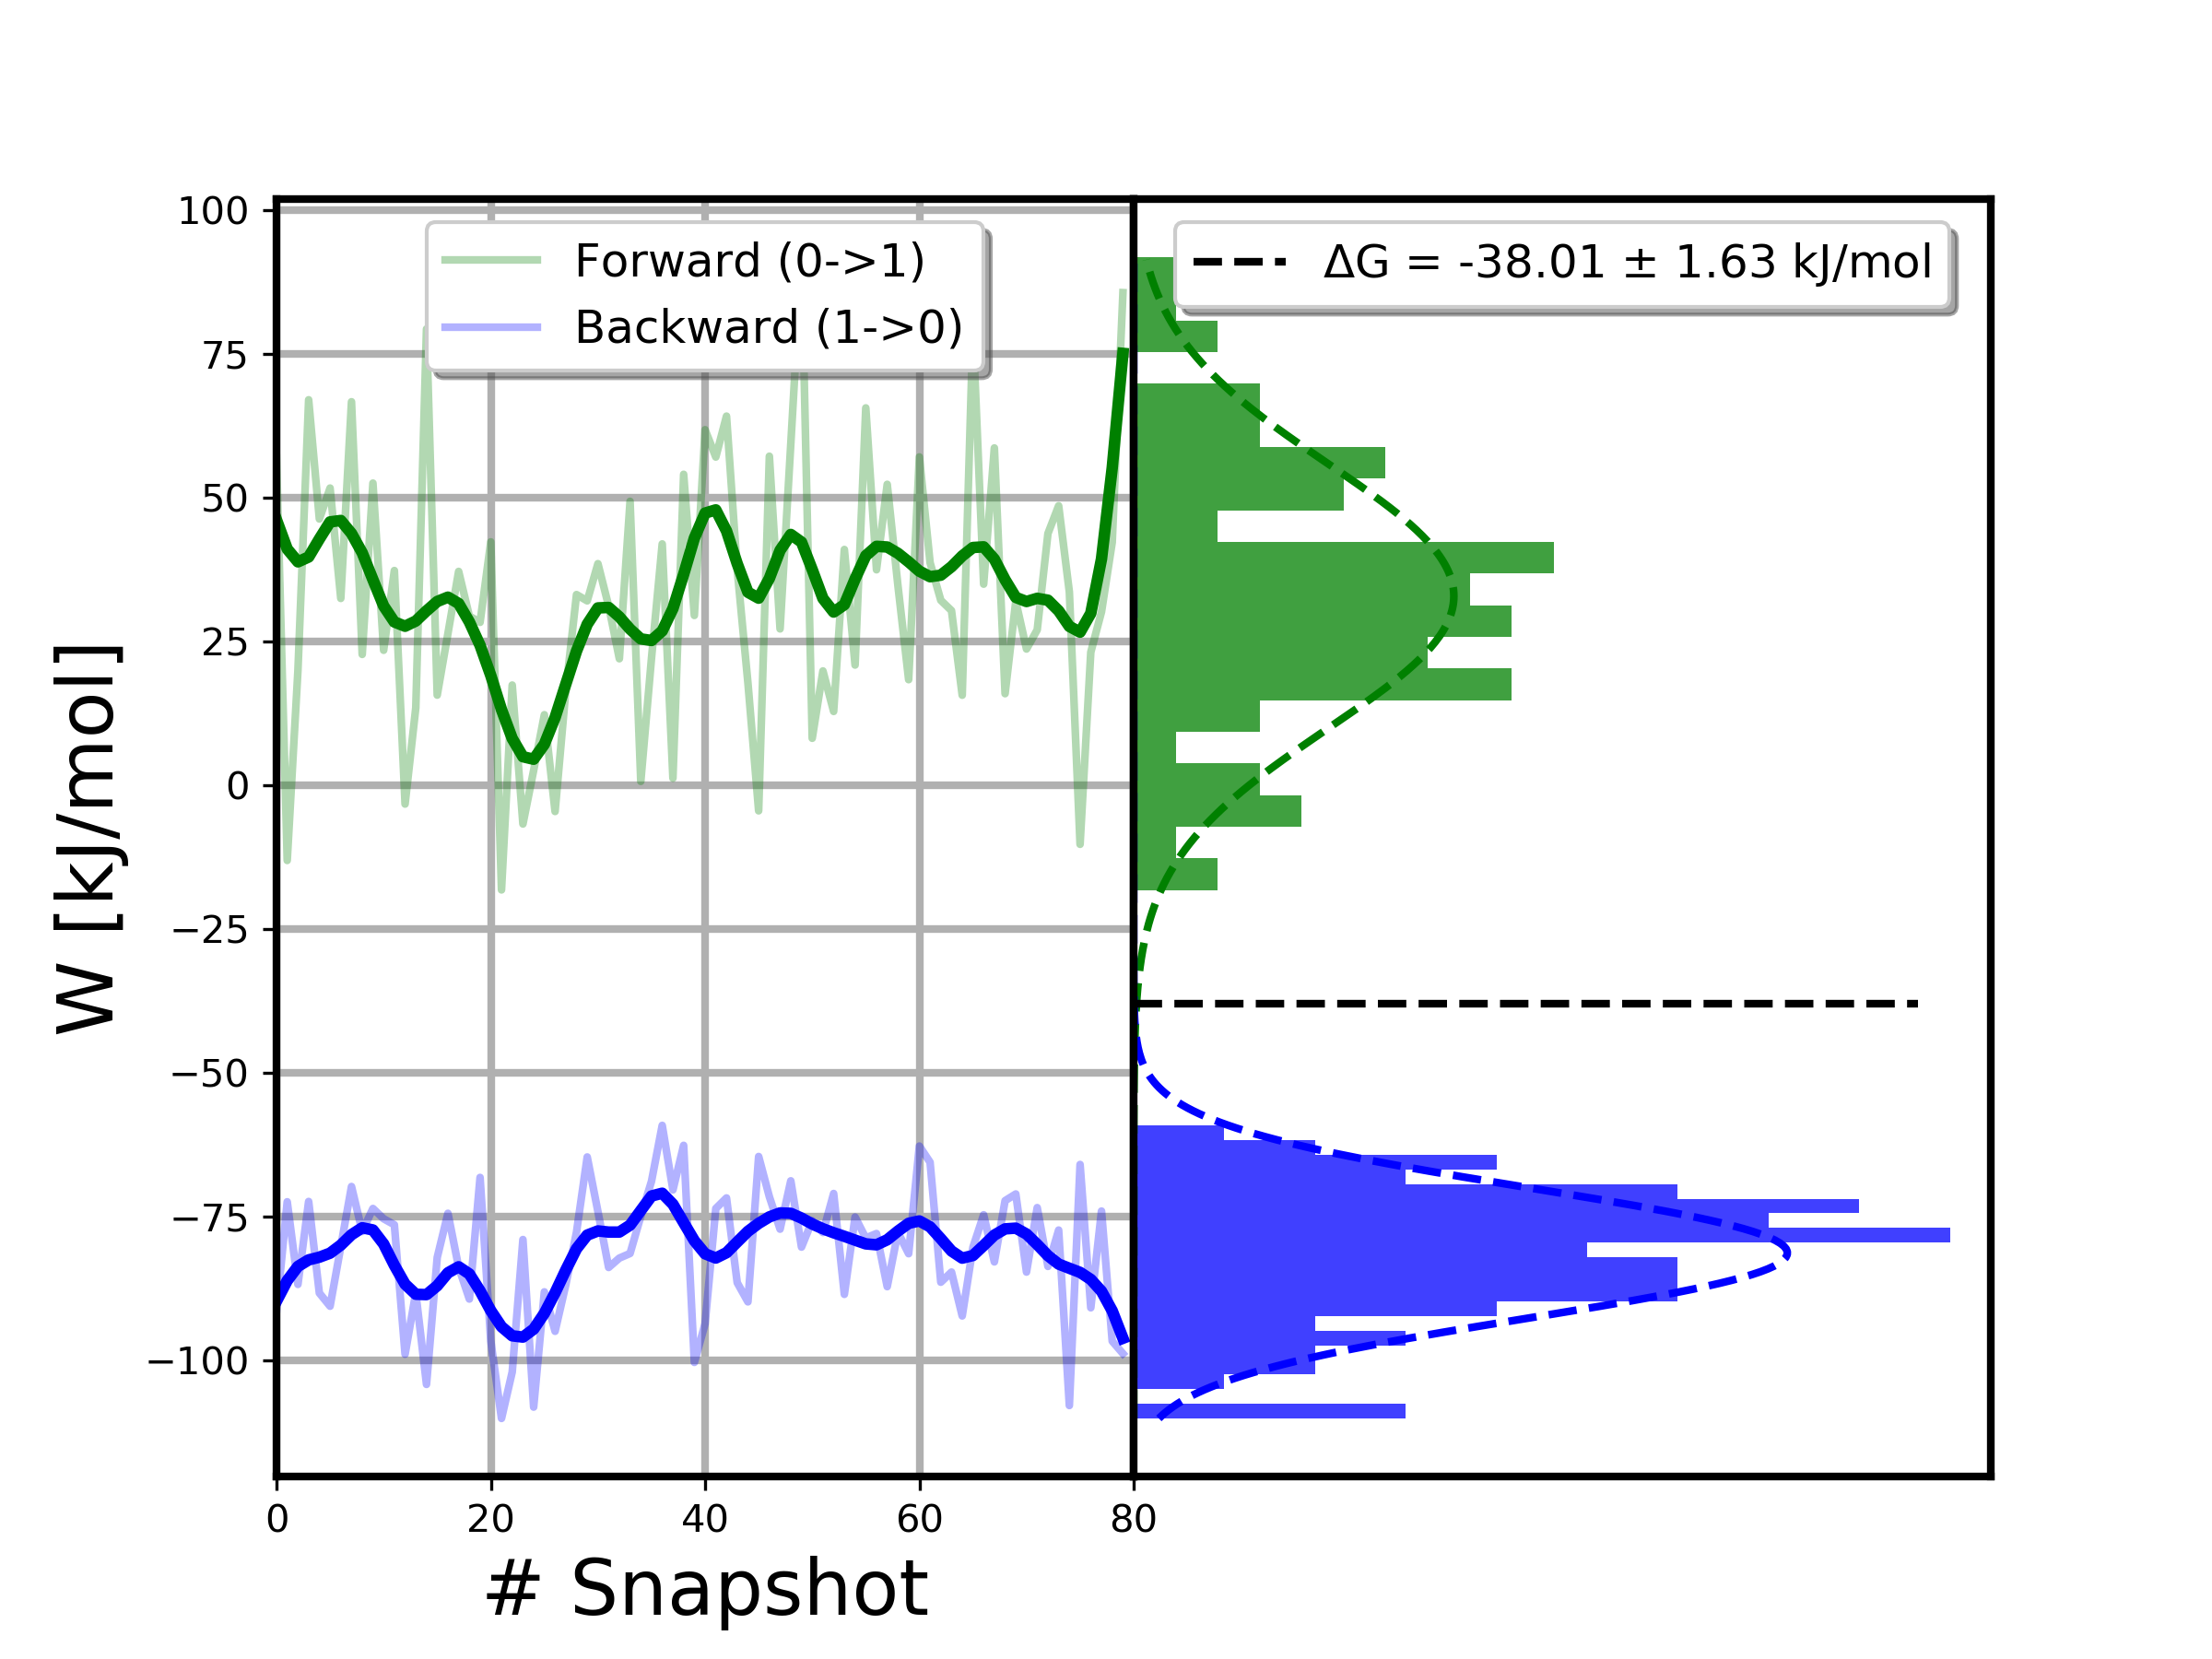 Forward (0->1)
Backward (1->0)
ΔG = -38.01 ± 1.63 kJ/mol
W [kJ/mol]
100
75
50
25
0
−25
−50
−75
−100
0 20 40 60 80
# Snapshot